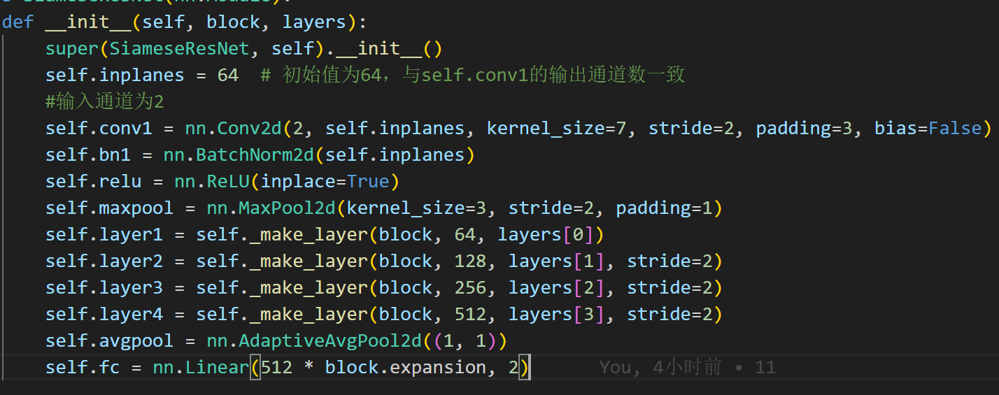 SiameseResNet(nn.Module):
def __init__(self, block, layers):
super(SiameseResNet, self).__init__()
self.inplanes = 64  # 初始值为64，与self.conv1的输出通道数一致
#输入通道为2
self.conv1 = nn.Conv2d(2, self.inplanes, kernel_size=7, stride=2, padding=3, bias=False)
self.bn1 = nn.BatchNorm2d(self.inplanes)
self.relu = nn.ReLU(inplace=True)
self.maxpool = nn.MaxPool2d(kernel_size=3, stride=2, padding=1)
self.layer1 = self._make_layer(block, 64, layers[0])
self.layer2 = self._make_layer(block, 128, layers[1], stride=2)
self.layer3 = self._make_layer(block, 256, layers[2], stride=2)
self.layer4 = self._make_layer(block, 512, layers[3], stride=2)
self.avgpool = nn.AdaptiveAvgPool2d((1, 1))
self.fc = nn.Linear(512 * block.expansion, 2) You, 4小时前 • 11